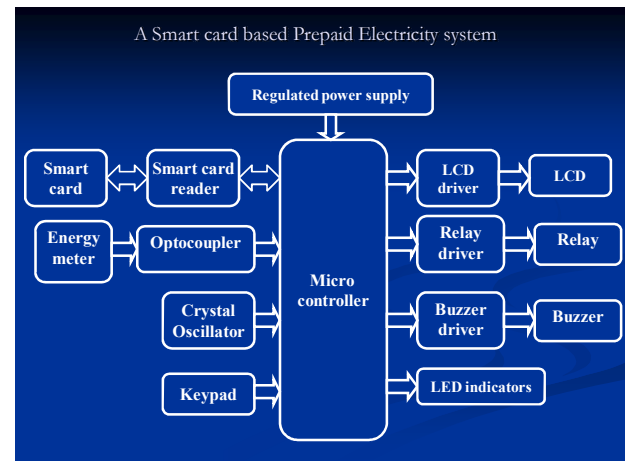 A Smart card based Prepaid Electricity system
Regulated power supply
Smart
card
Smart card
reader
LCD
driver
LCD
Energy
meter
Optocoupler
Relay
driver
Relay
Micro
controller
Crystal
Oscillator
Buzzer
driver
Buzzer
Keypad
LED indicators